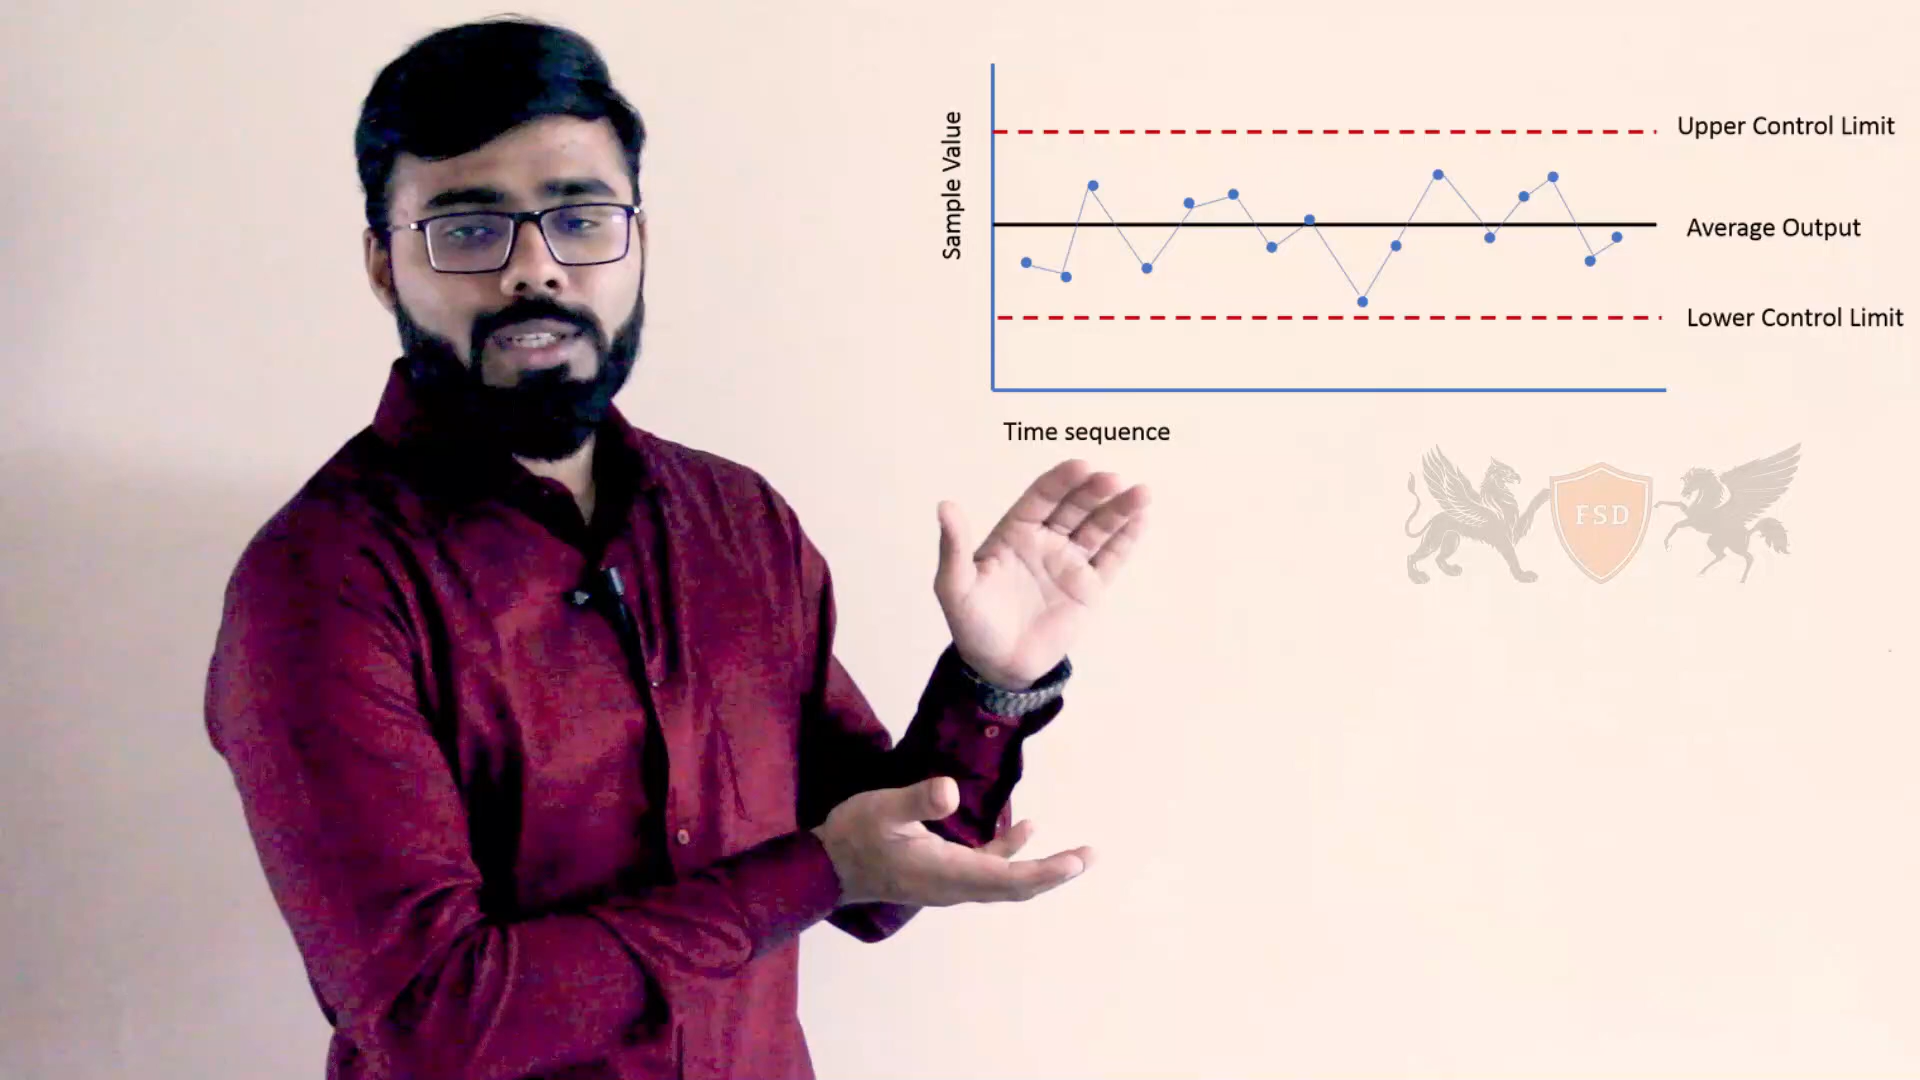 Sample Value
Upper Control Limit
Average Output
Lower Control Limit
Time sequence
FSD